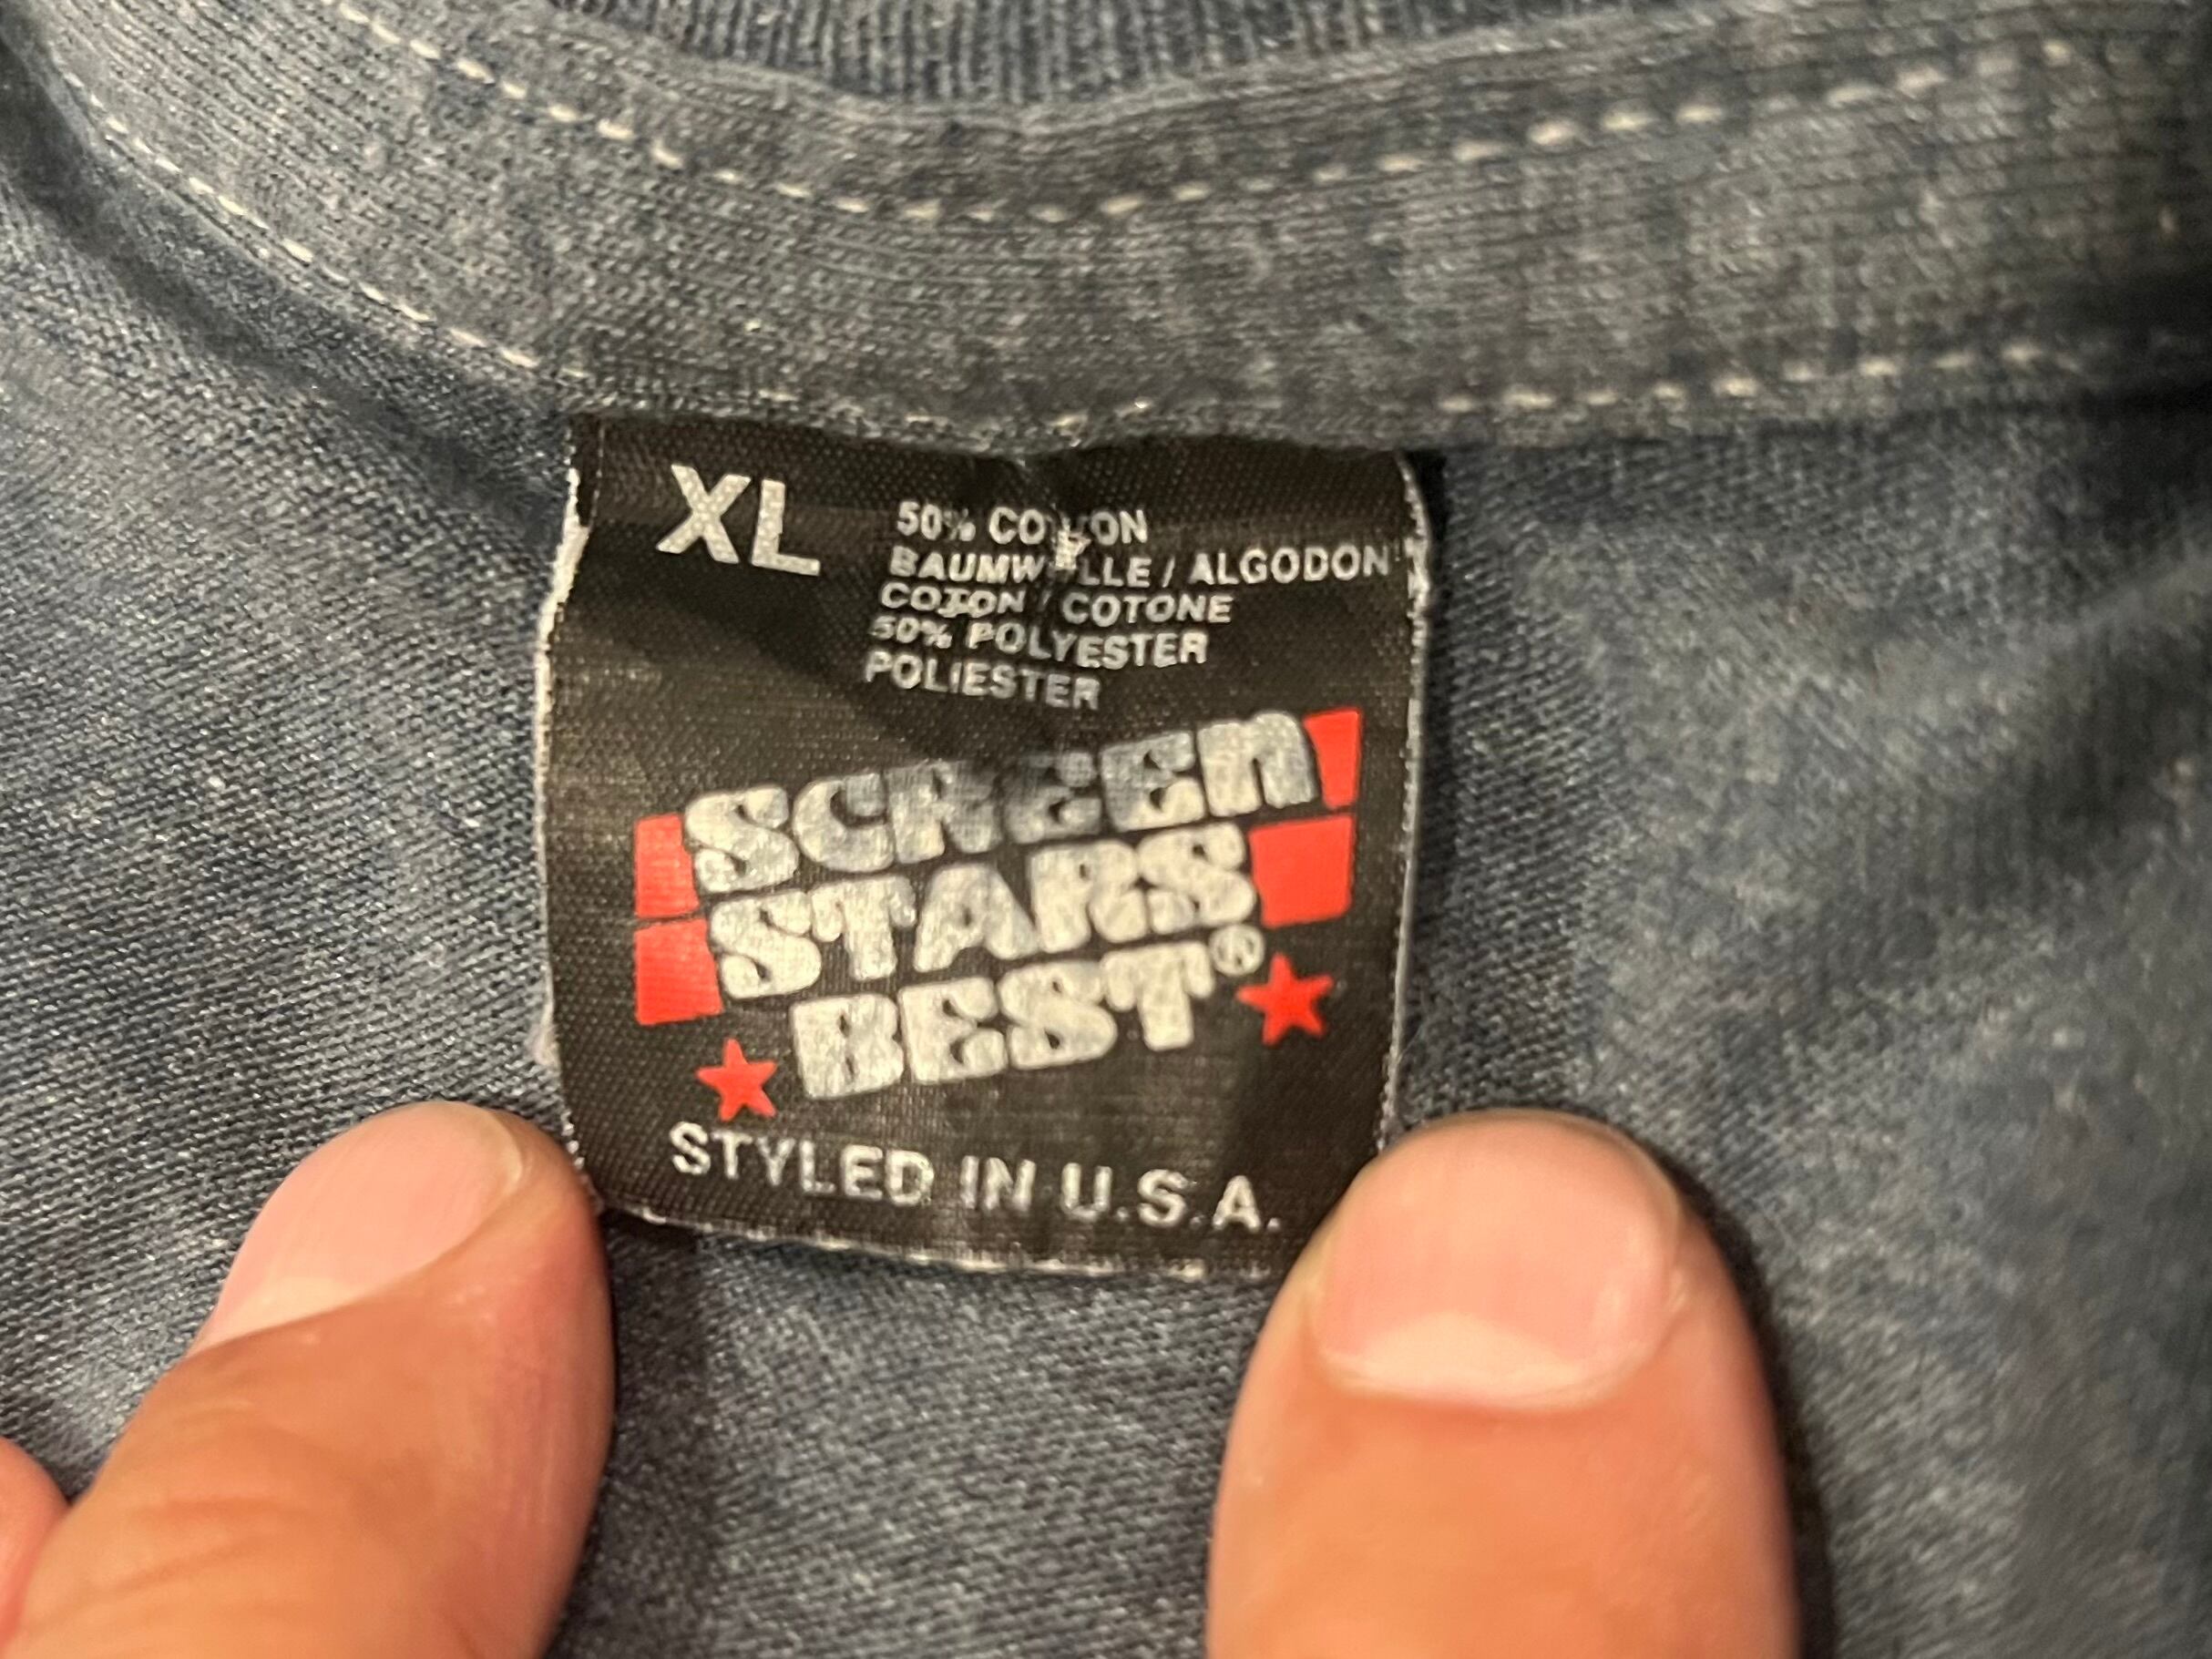 XL
50% COTTON
BAUMWOLLE / ALGODON
COTON / COTONE
50% POLYESTER
POLIESTER
SCREEN
STARS
BEST®
STYLED IN U.S.A.